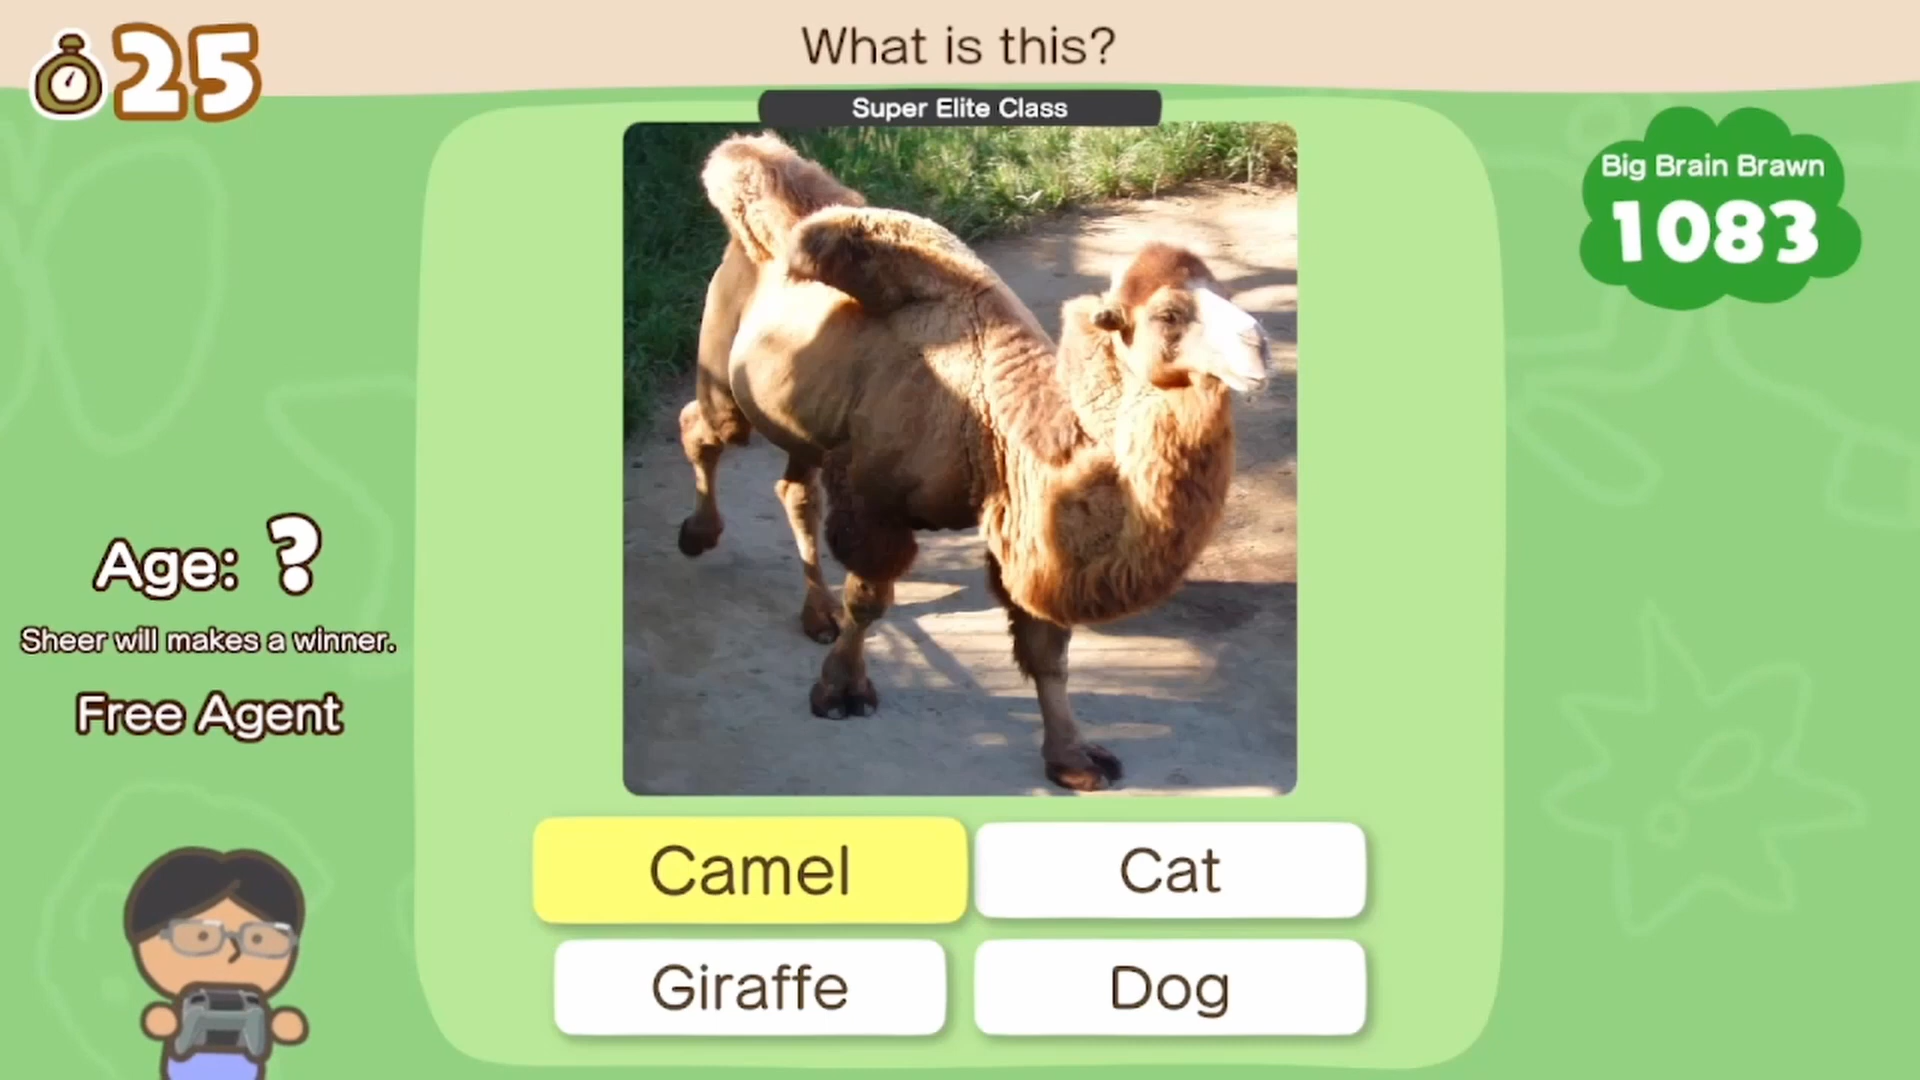 25
What is this?
Super Elite Class
Big Brain Brawn
1083
Age: ?
Sheer will makes a winner.
Free Agent
Camel
Cat
Giraffe
Dog